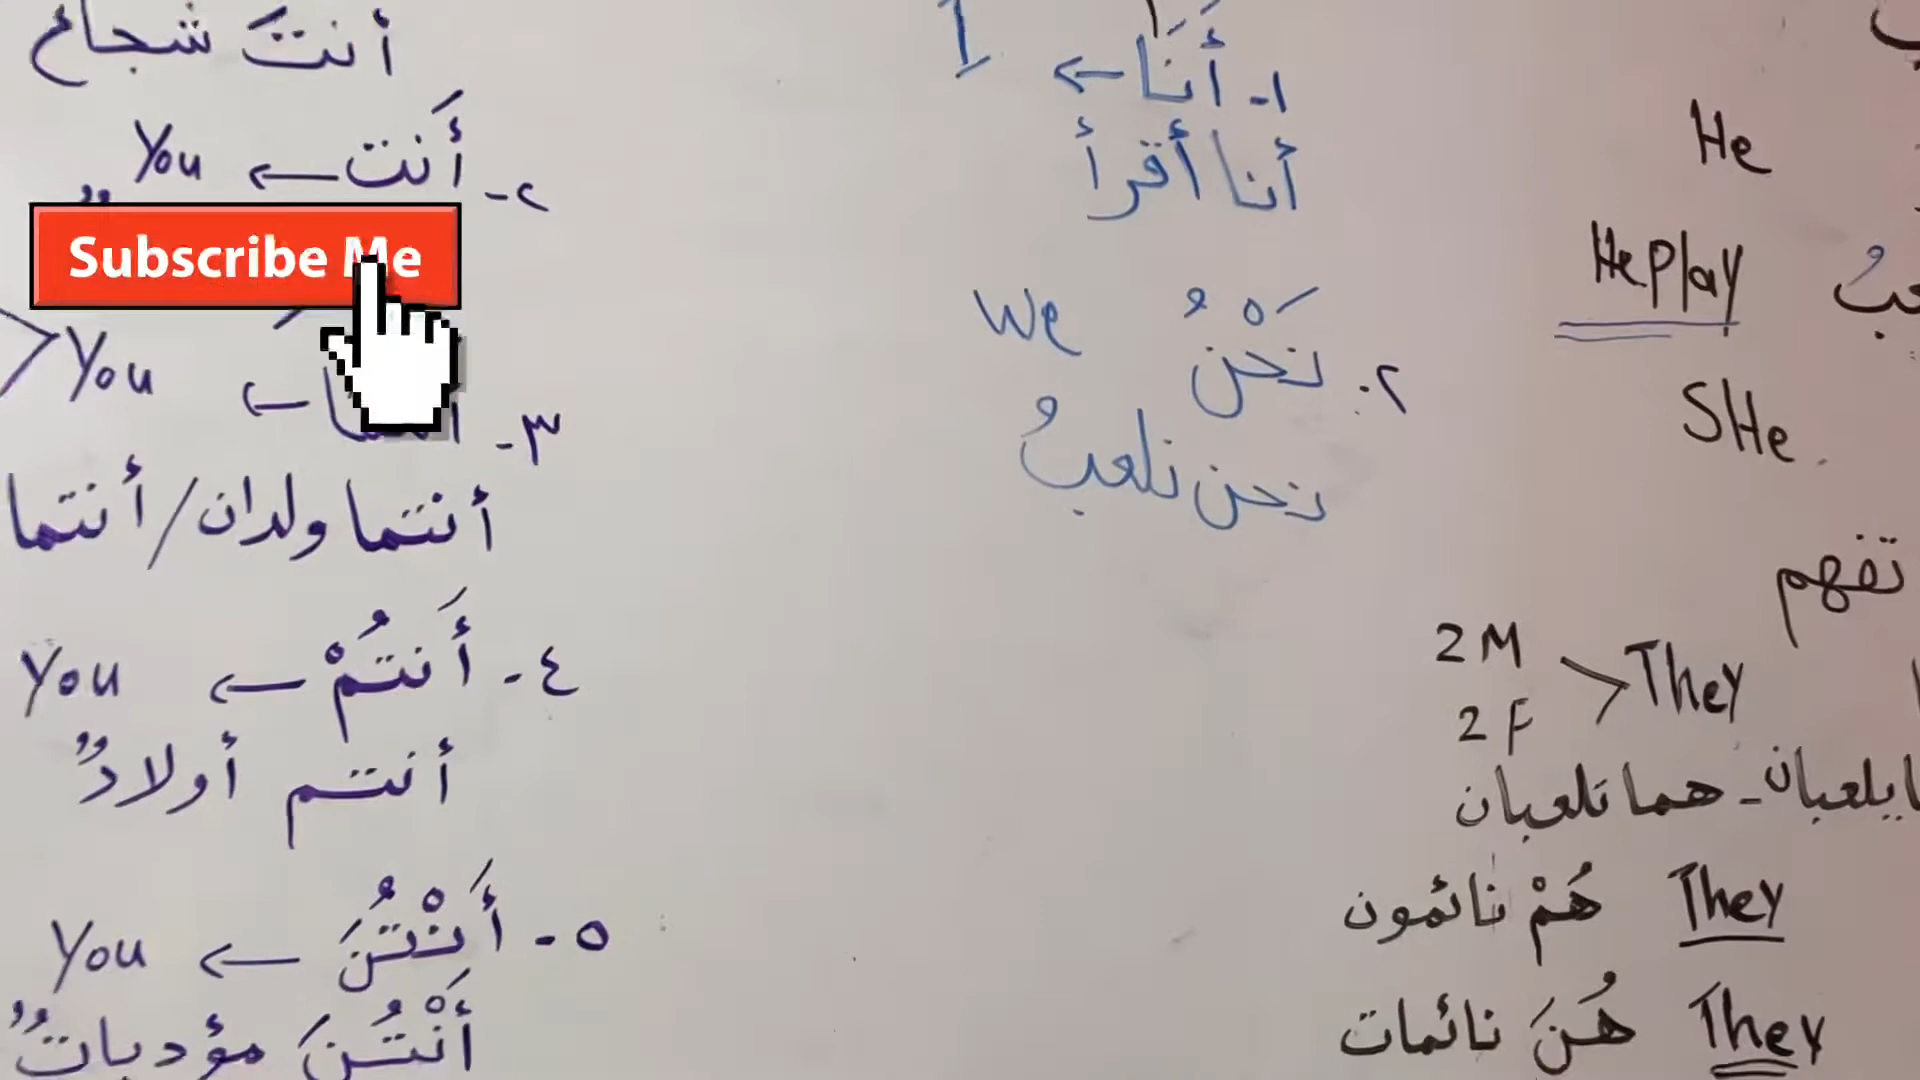 أنتَ شجاع
٢- أَنت ← You
Subscribe Me
٣- ← You
أنتما ولدان / أنتما
٤- أَنتُمْ ← You
أنتم أولادٌ
٥- أَنْتُنَ ← You
أَنْتُنَ مؤدباتٌ
١- أَنَا ← I
أنا أقرأ
٢. نَحْنُ We
نحن نلعبُ
He
He Play
SHe
تفهم
2 M
2 F > They
يلعبان - هما تلعبان
They هُمْ نائمون
They هُنَ نائمات